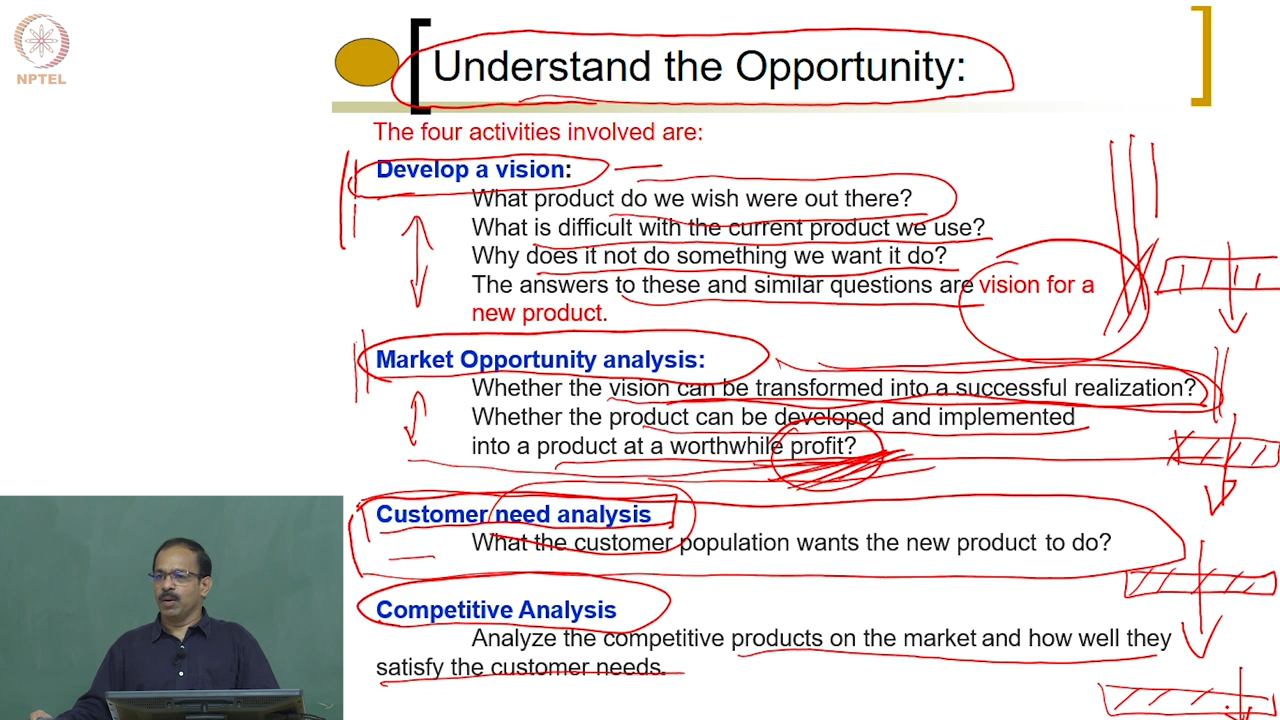 NPTEL
Understand the Opportunity:
The four activities involved are:
Develop a vision:
What product do we wish were out there?
What is difficult with the current product we use?
Why does it not do something we want it do?
The answers to these and similar questions are vision for a
new product.
Market Opportunity analysis:
Whether the vision can be transformed into a successful realization?
Whether the product can be developed and implemented
into a product at a worthwhile profit?
Customer need analysis
What the customer population wants the new product to do?
Competitive Analysis
Analyze the competitive products on the market and how well they
satisfy the customer needs.